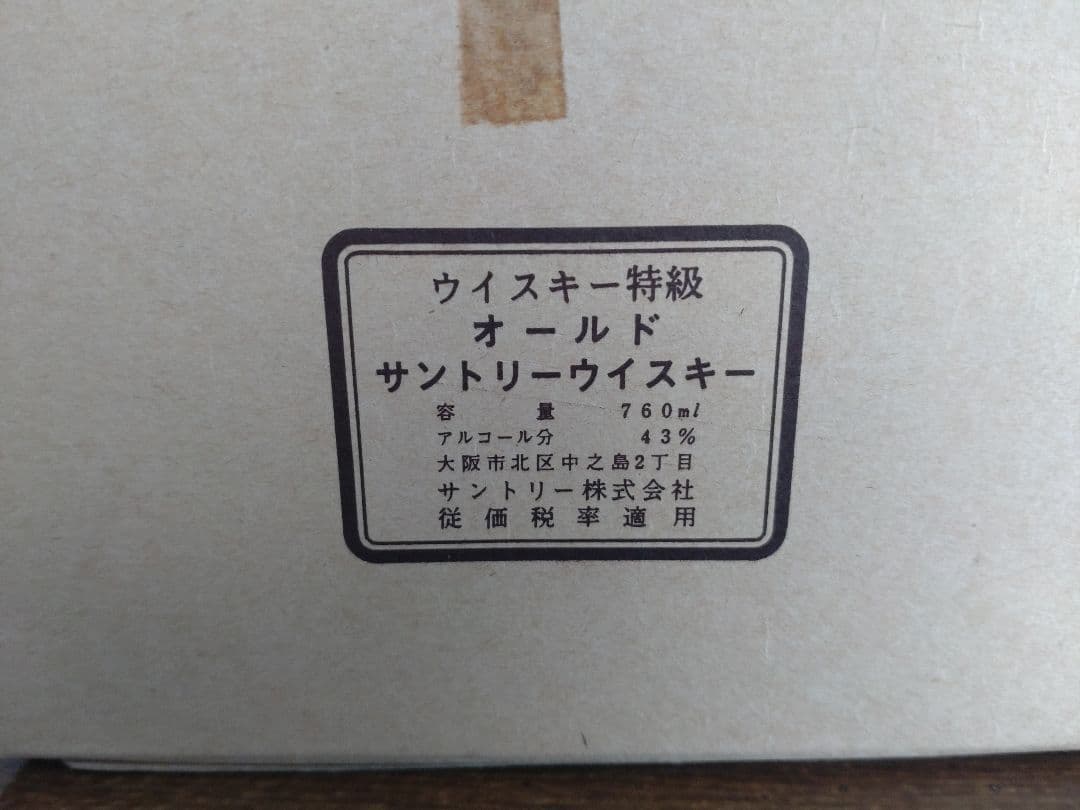 ウイスキー特級
オールド
サントリーウイスキー
容量 760ml
アルコール分 43%
大阪市北区中之島2丁目
サントリー株式会社
従価税率適用